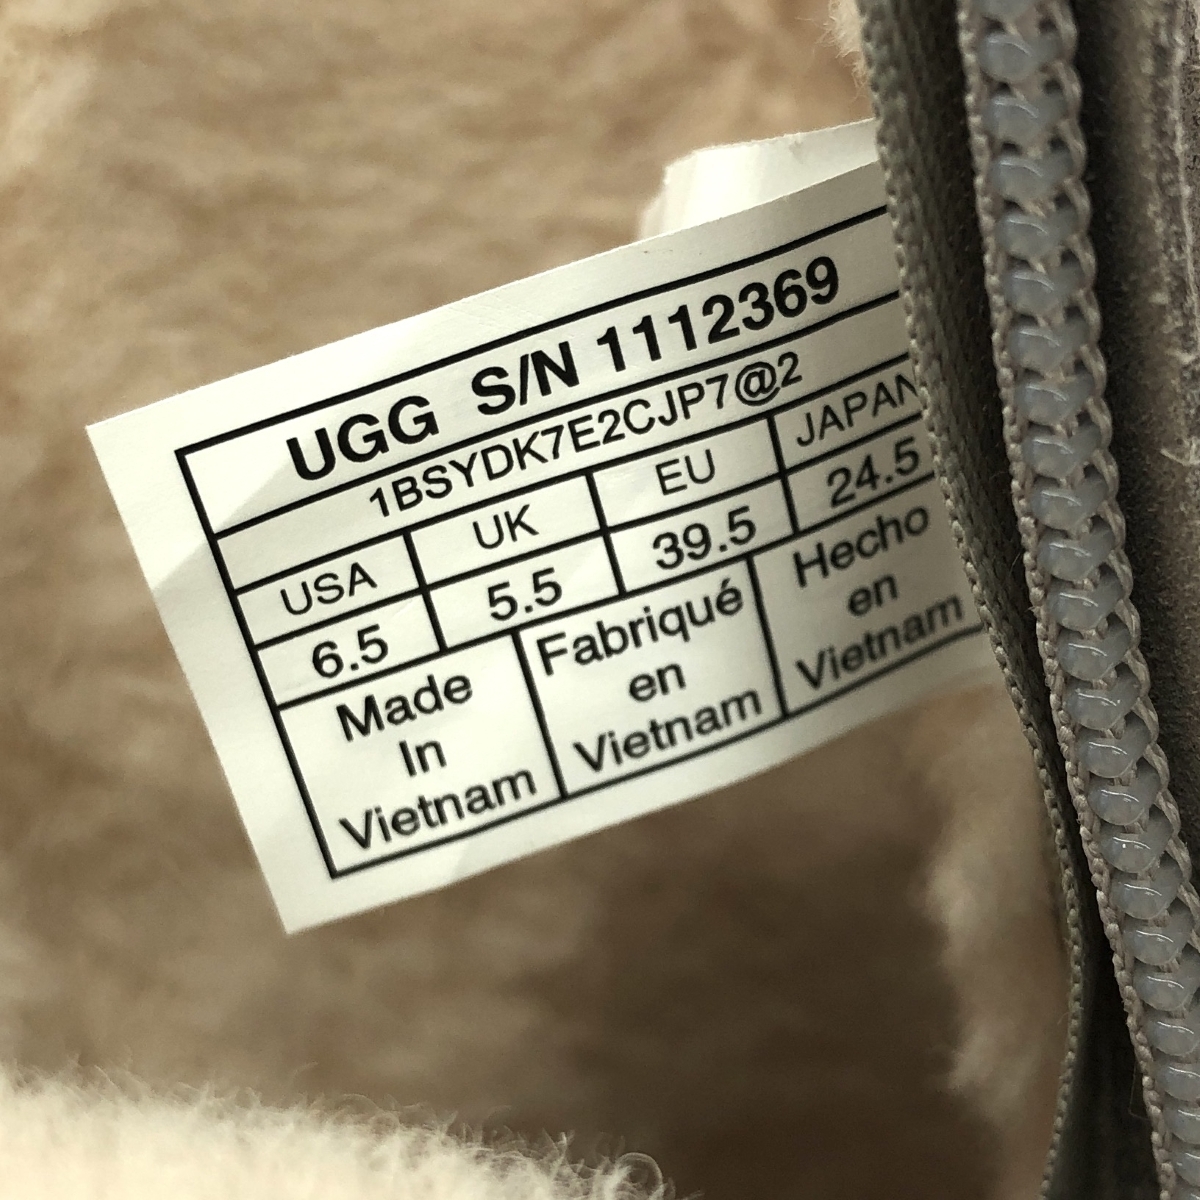 UGG S/N 1112369
1BSYDK7E2CJP7@2
USA UK EU JAPAN
6.5 5.5 39.5 24.5
Made
In
Vietnam
Fabriqué
en
Vietnam
Hecho
en
Vietnam